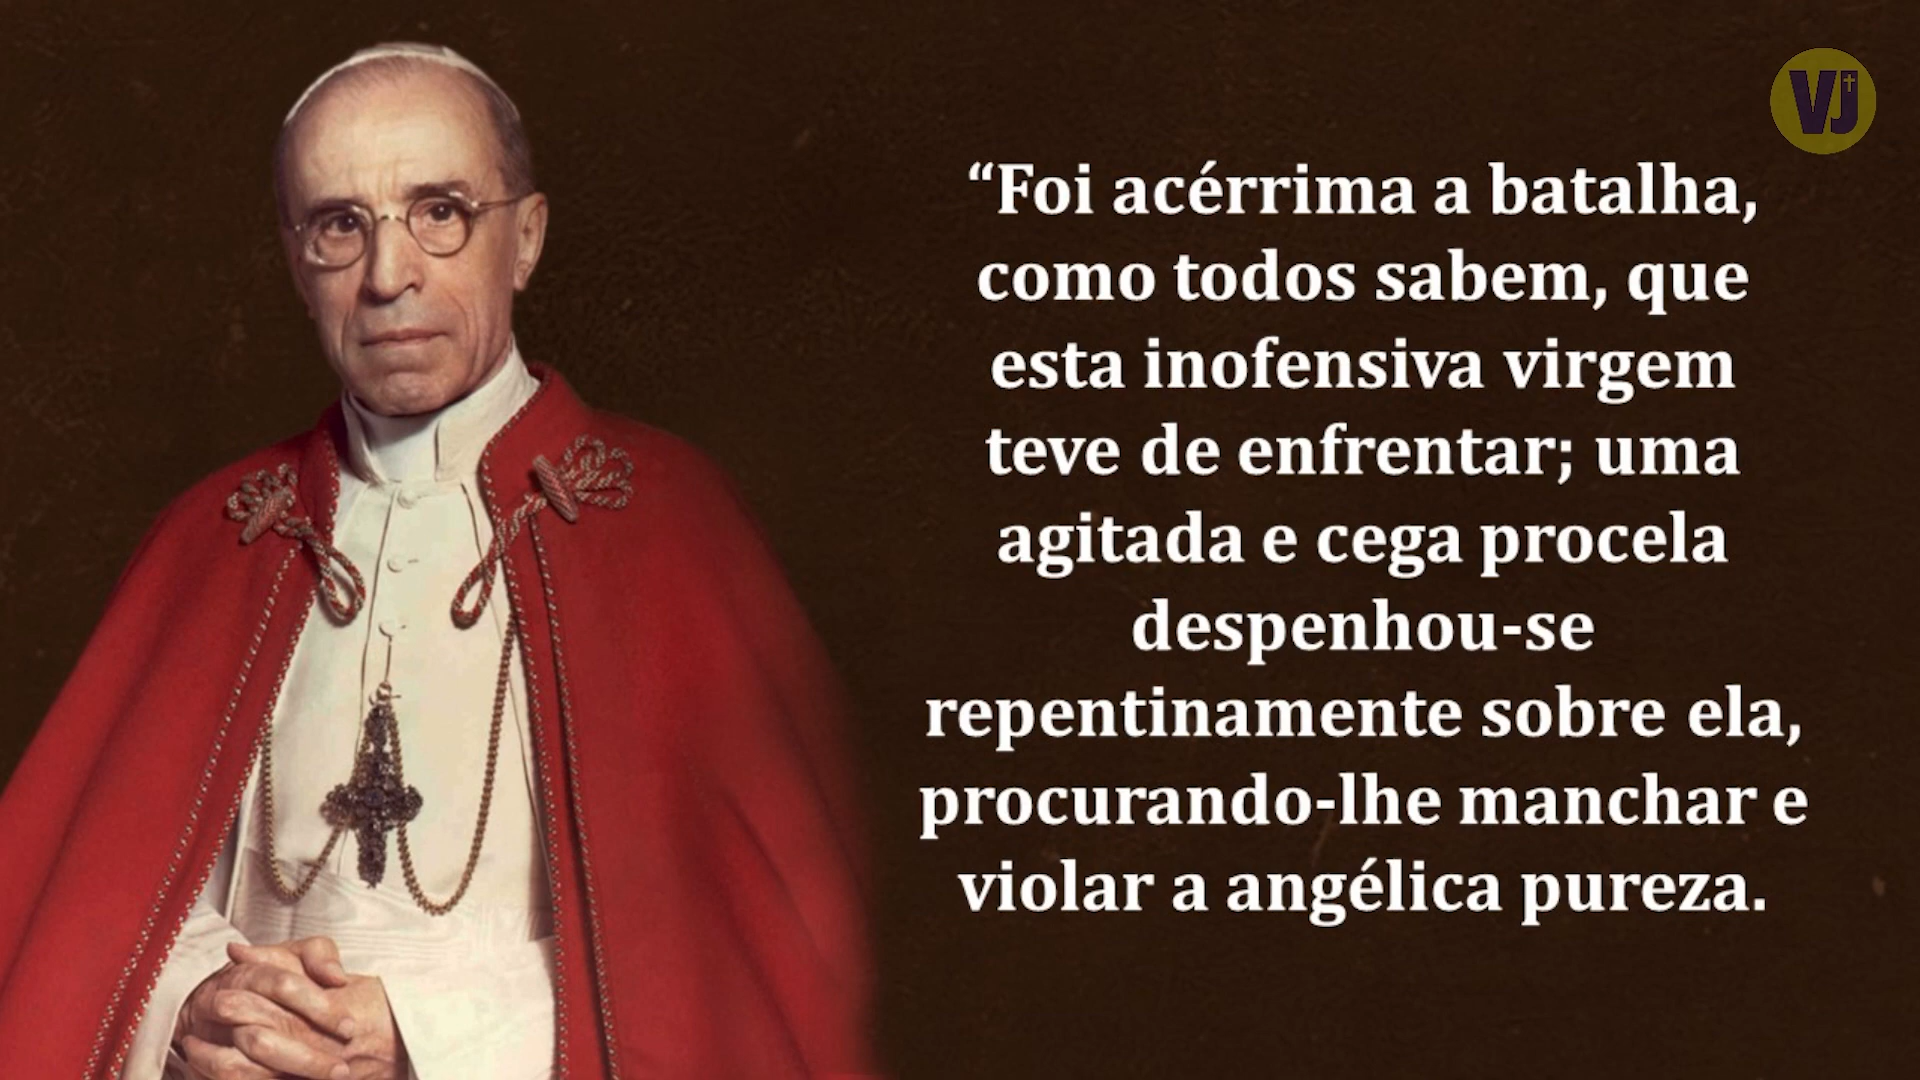 VJ
“Foi acérrima a batalha,
como todos sabem, que
esta inofensiva virgem
teve de enfrentar; uma
agitada e cega procela
despenhou-se
repentinamente sobre ela,
procurando-lhe manchar e
violar a angélica pureza.